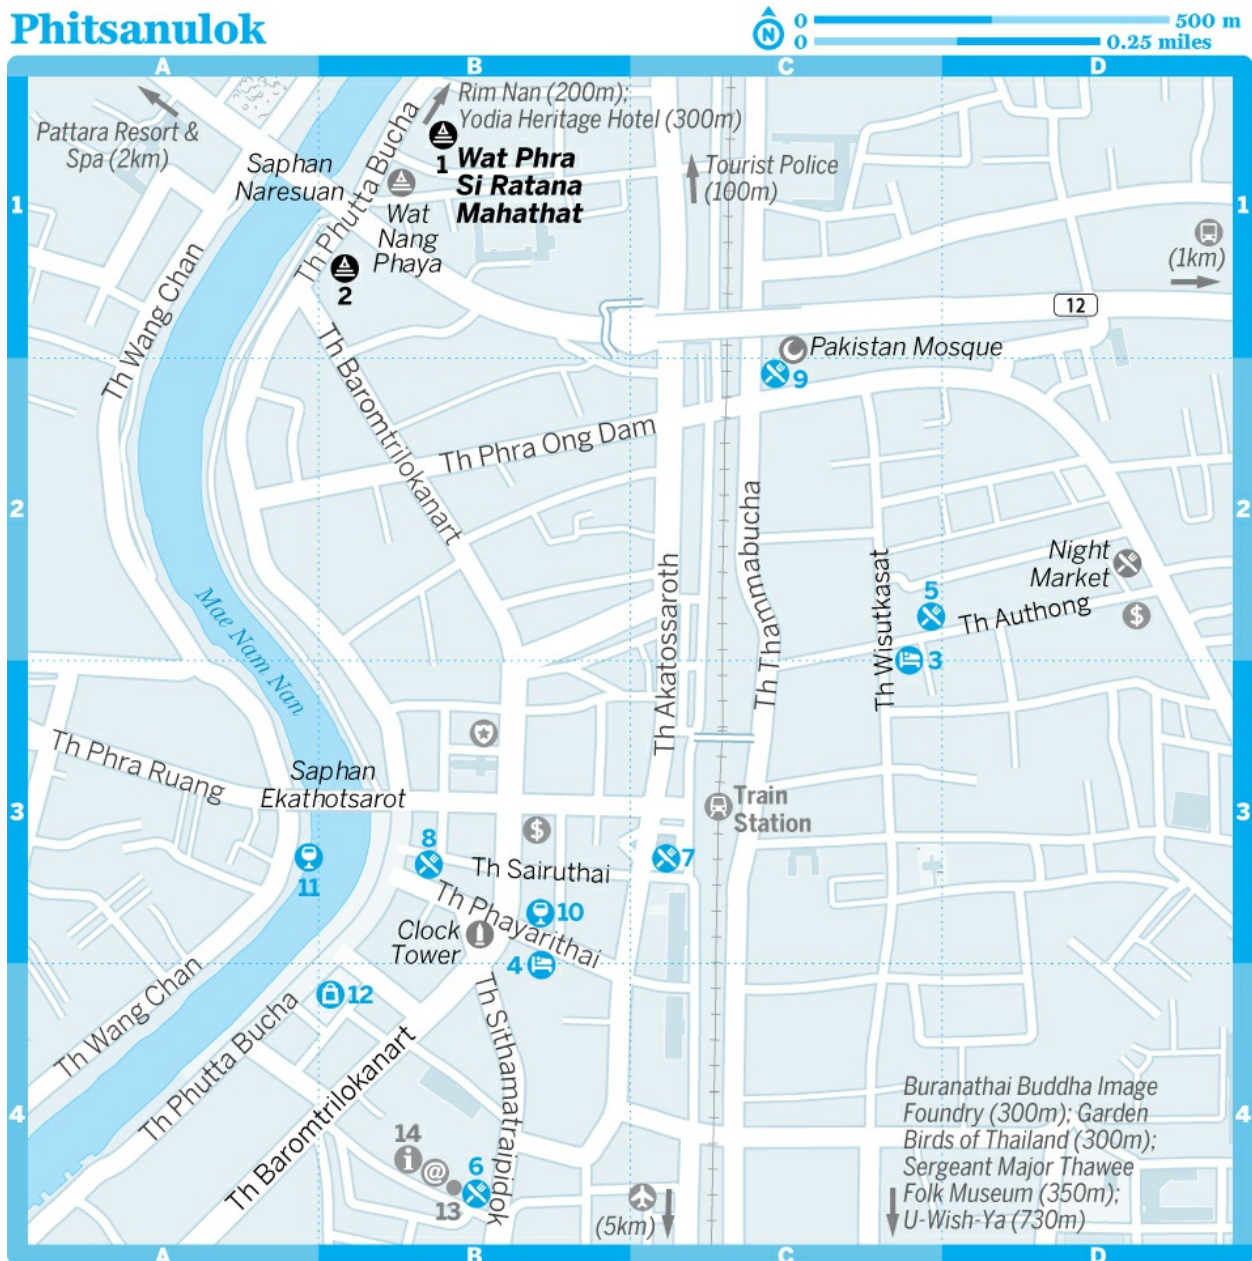 Phitsanulok
N
0 500 m
0 0.25 miles
A B C D
Rim Nan (200m);
Yodia Heritage Hotel (300m)
Pattara Resort &
Spa (2km)
Saphan
Naresuan
Th Phutta Bucha
1 Wat Phra
Si Ratana
Mahathat
Wat
Nang
Phaya
Tourist Police
(100m)
1
1
(1km)
2
12
Th Wang Chan
Th Baromtrilokanart
Pakistan Mosque
9
Th Phra Ong Dam
2
2
Th Akatossaroth
Th Thammabucha
Th Wisutkasat
Night
Market
5
Th Authong
$
3
Mae Nam Nan
Th Phra Ruang
Saphan
Ekathotsarot
Train
Station
3
3
$
8
Th Sairuthai
7
11
Th Phayarithai
10
Clock
Tower
4
12
Th Wang Chan
Th Phutta Bucha
Th Baromtrilokanart
Th Sithamatraipidok
4
4
14
i
@
13
6
(5km)
Buranathai Buddha Image
Foundry (300m); Garden
Birds of Thailand (300m);
Sergeant Major Thawee
Folk Museum (350m);
U-Wish-Ya (730m)
A B C D